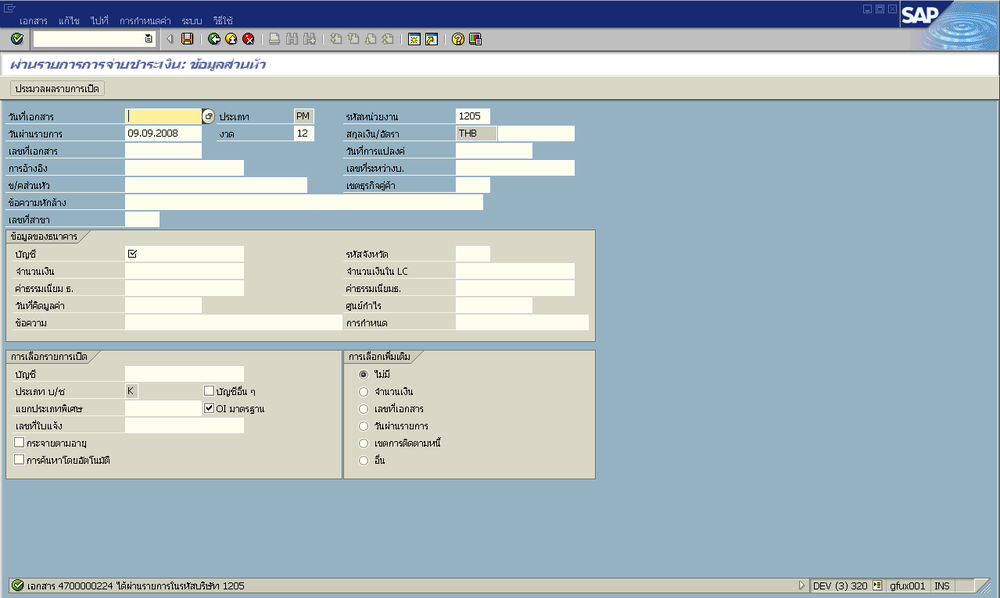 เอกสาร แก้ไข ไปที่ การกำหนดค่า ระบบ วิธีใช้
SAP
ผ่านรายการการจ่ายชำระเงิน: ข้อมูลส่วนหัว
ประมวลผลรายการเปิด
วันที่เอกสาร ประเภท PM รหัสหน่วยงาน 1205
วันผ่านรายการ 09.09.2008 งวด 12 สกุลเงิน/อัตรา THB
เลขที่เอกสาร วันที่การแปลงค่
การอ้างอิง เลขที่ระหว่างบ.
ข/คส่วนหัว เขตธุรกิจคู่ค้า
ข้อความหักล้าง
เลขที่สาขา
ข้อมูลของธนาคาร
บัญชี รหัสจังหวัด
จำนวนเงิน จำนวนเงินใน LC
ค่าธรรมเนียม ธ. ค่าธรรมเนียมธ.
วันที่คิดมูลค่า ศูนย์กำไร
ข้อความ การกำหนด
การเลือกรายการเปิด การเลือกเพิ่มเติม
บัญชี ไม่มี
ประเภท บ/ช K บัญชีอื่น ๆ จำนวนเงิน
แยกประเภทพิเศษ OI มาตรฐาน เลขที่เอกสาร
เลขที่ใบแจ้ง วันผ่านรายการ
กระจายตามอายุ เขตการติดตามหนี้
การค้นหาโดยอัตโนมัติ อื่น
เอกสาร 4700000224 ได้ผ่านรายการในรหัสบริษัท 1205 DEV (3) 320 gfux001 INS